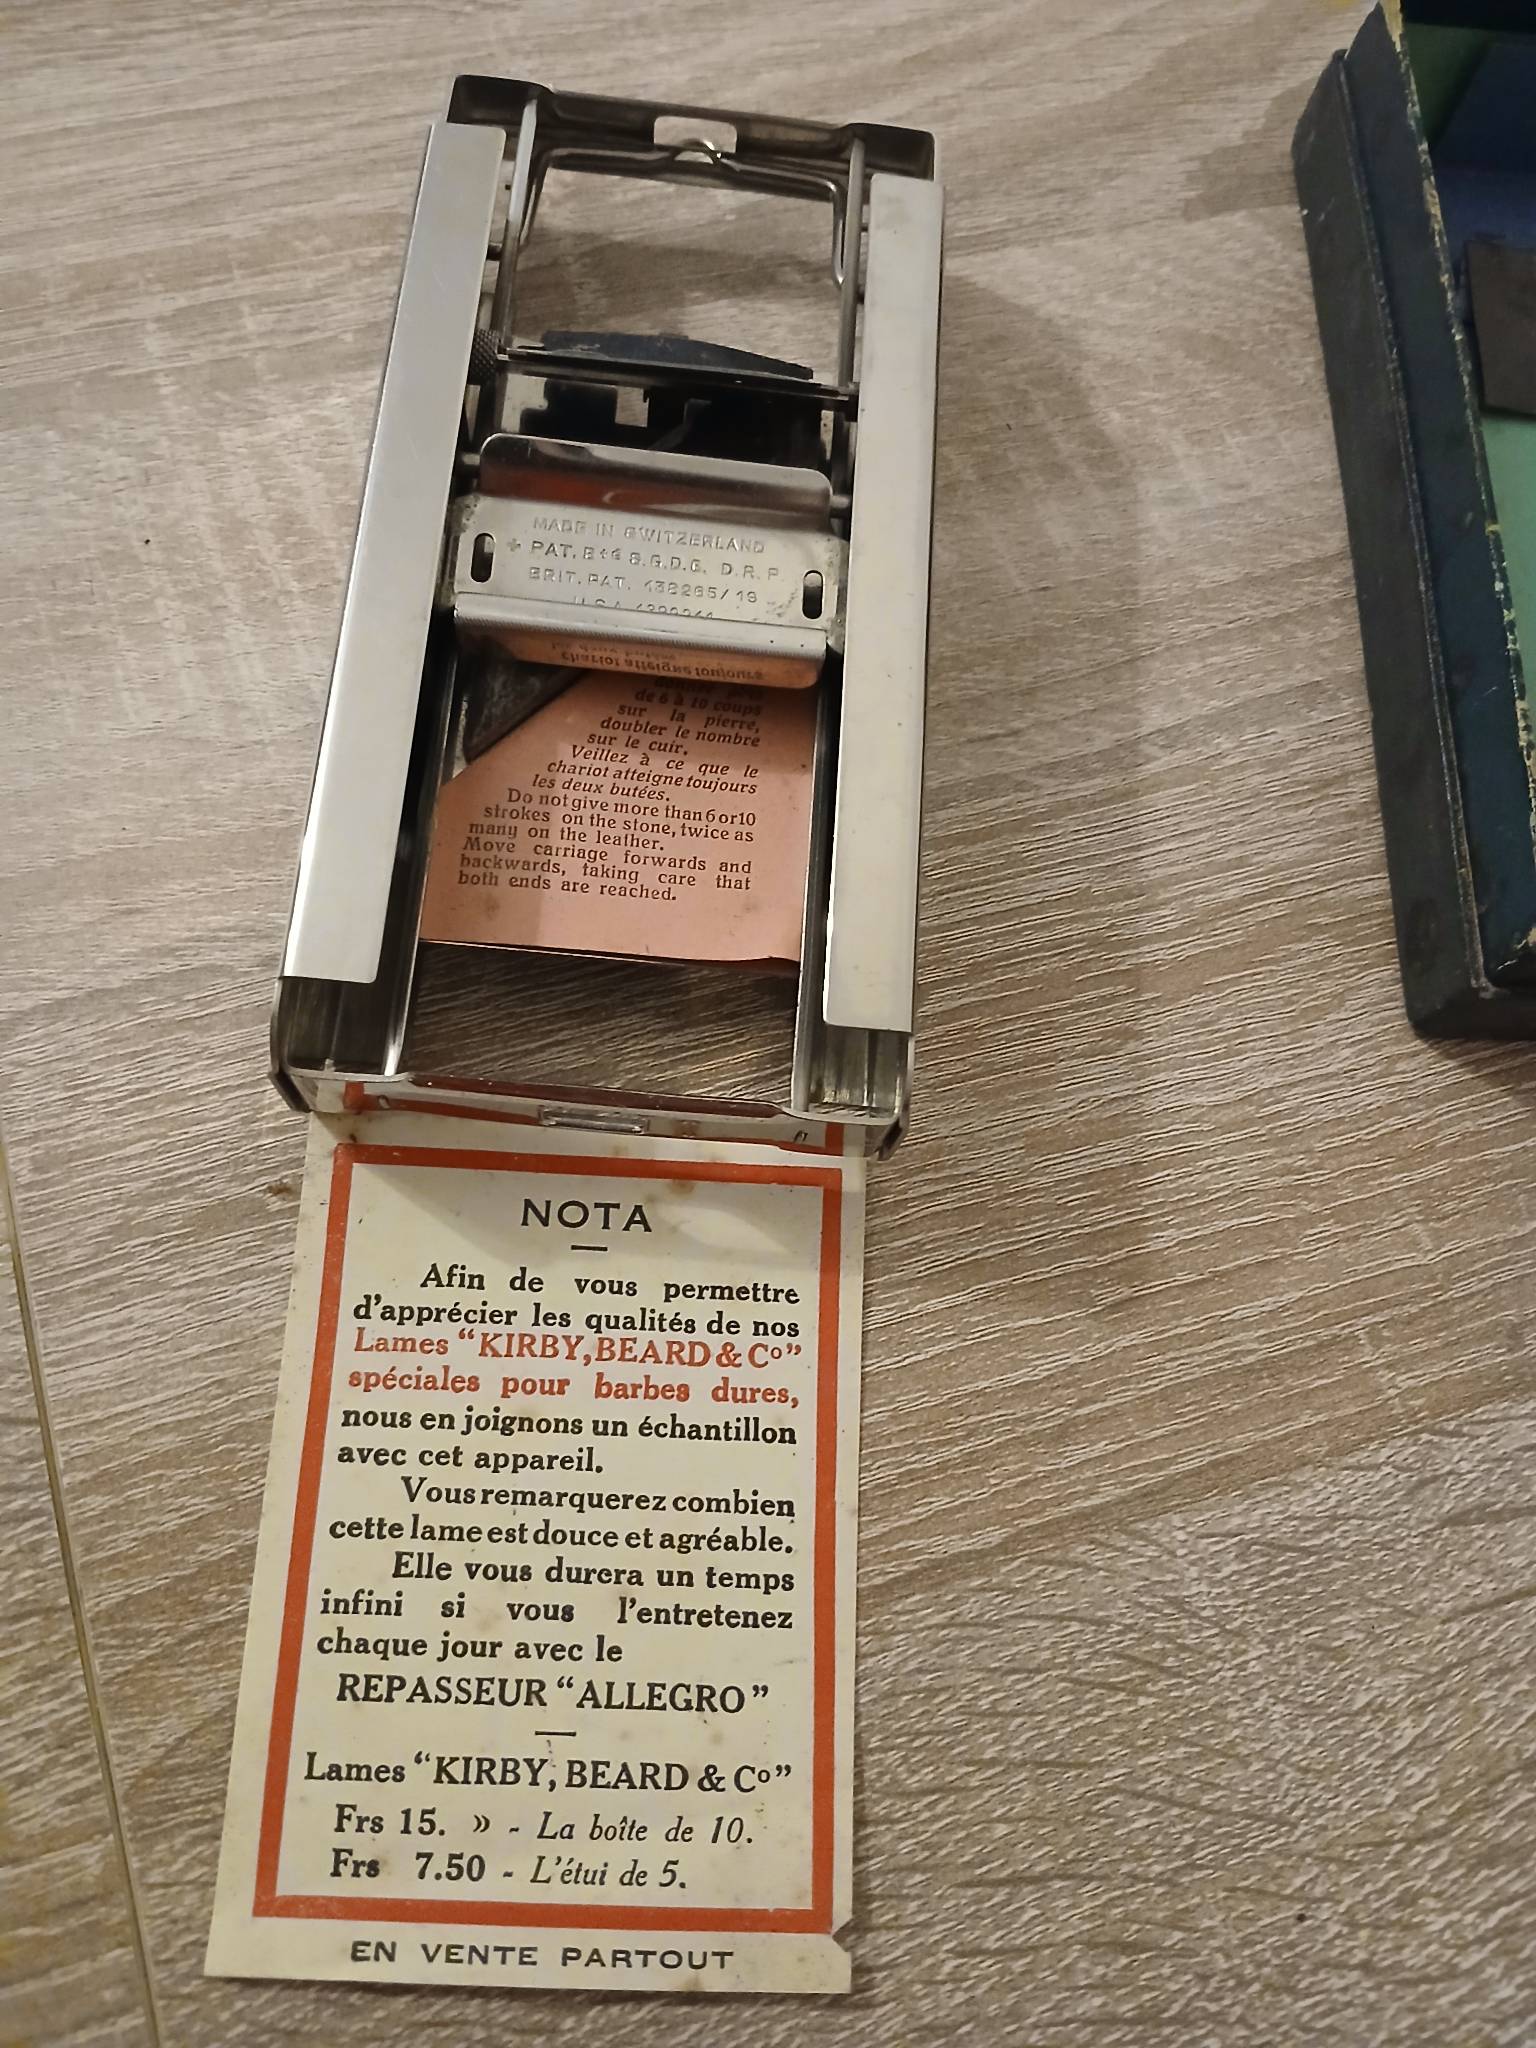 MADE IN SWITZERLAND
+ PAT. B+G S.G.D.G. D.R.P.
BRIT. PAT. 138265/19
U.S.A.
chariot atteigne toujours
de 6 à 10 coups
sur la pierre,
doubler le nombre
sur le cuir.
Veillez à ce que le
chariot atteigne toujours
les deux butées.
Do not give more than 6 or 10
strokes on the stone, twice as
many on the leather.
Move carriage forwards and
backwards, taking care that
both ends are reached.
NOTA
Afin de vous permettre
d'apprécier les qualités de nos
Lames “KIRBY, BEARD & Cº”
spéciales pour barbes dures,
nous en joignons un échantillon
avec cet appareil.
Vous remarquerez combien
cette lame est douce et agréable.
Elle vous durera un temps
infini si vous l'entretenez
chaque jour avec le
REPASSEUR “ALLEGRO”
Lames “KIRBY, BEARD & Cº”
Frs 15. » - La boîte de 10.
Frs 7.50 - L'étui de 5.
EN VENTE PARTOUT